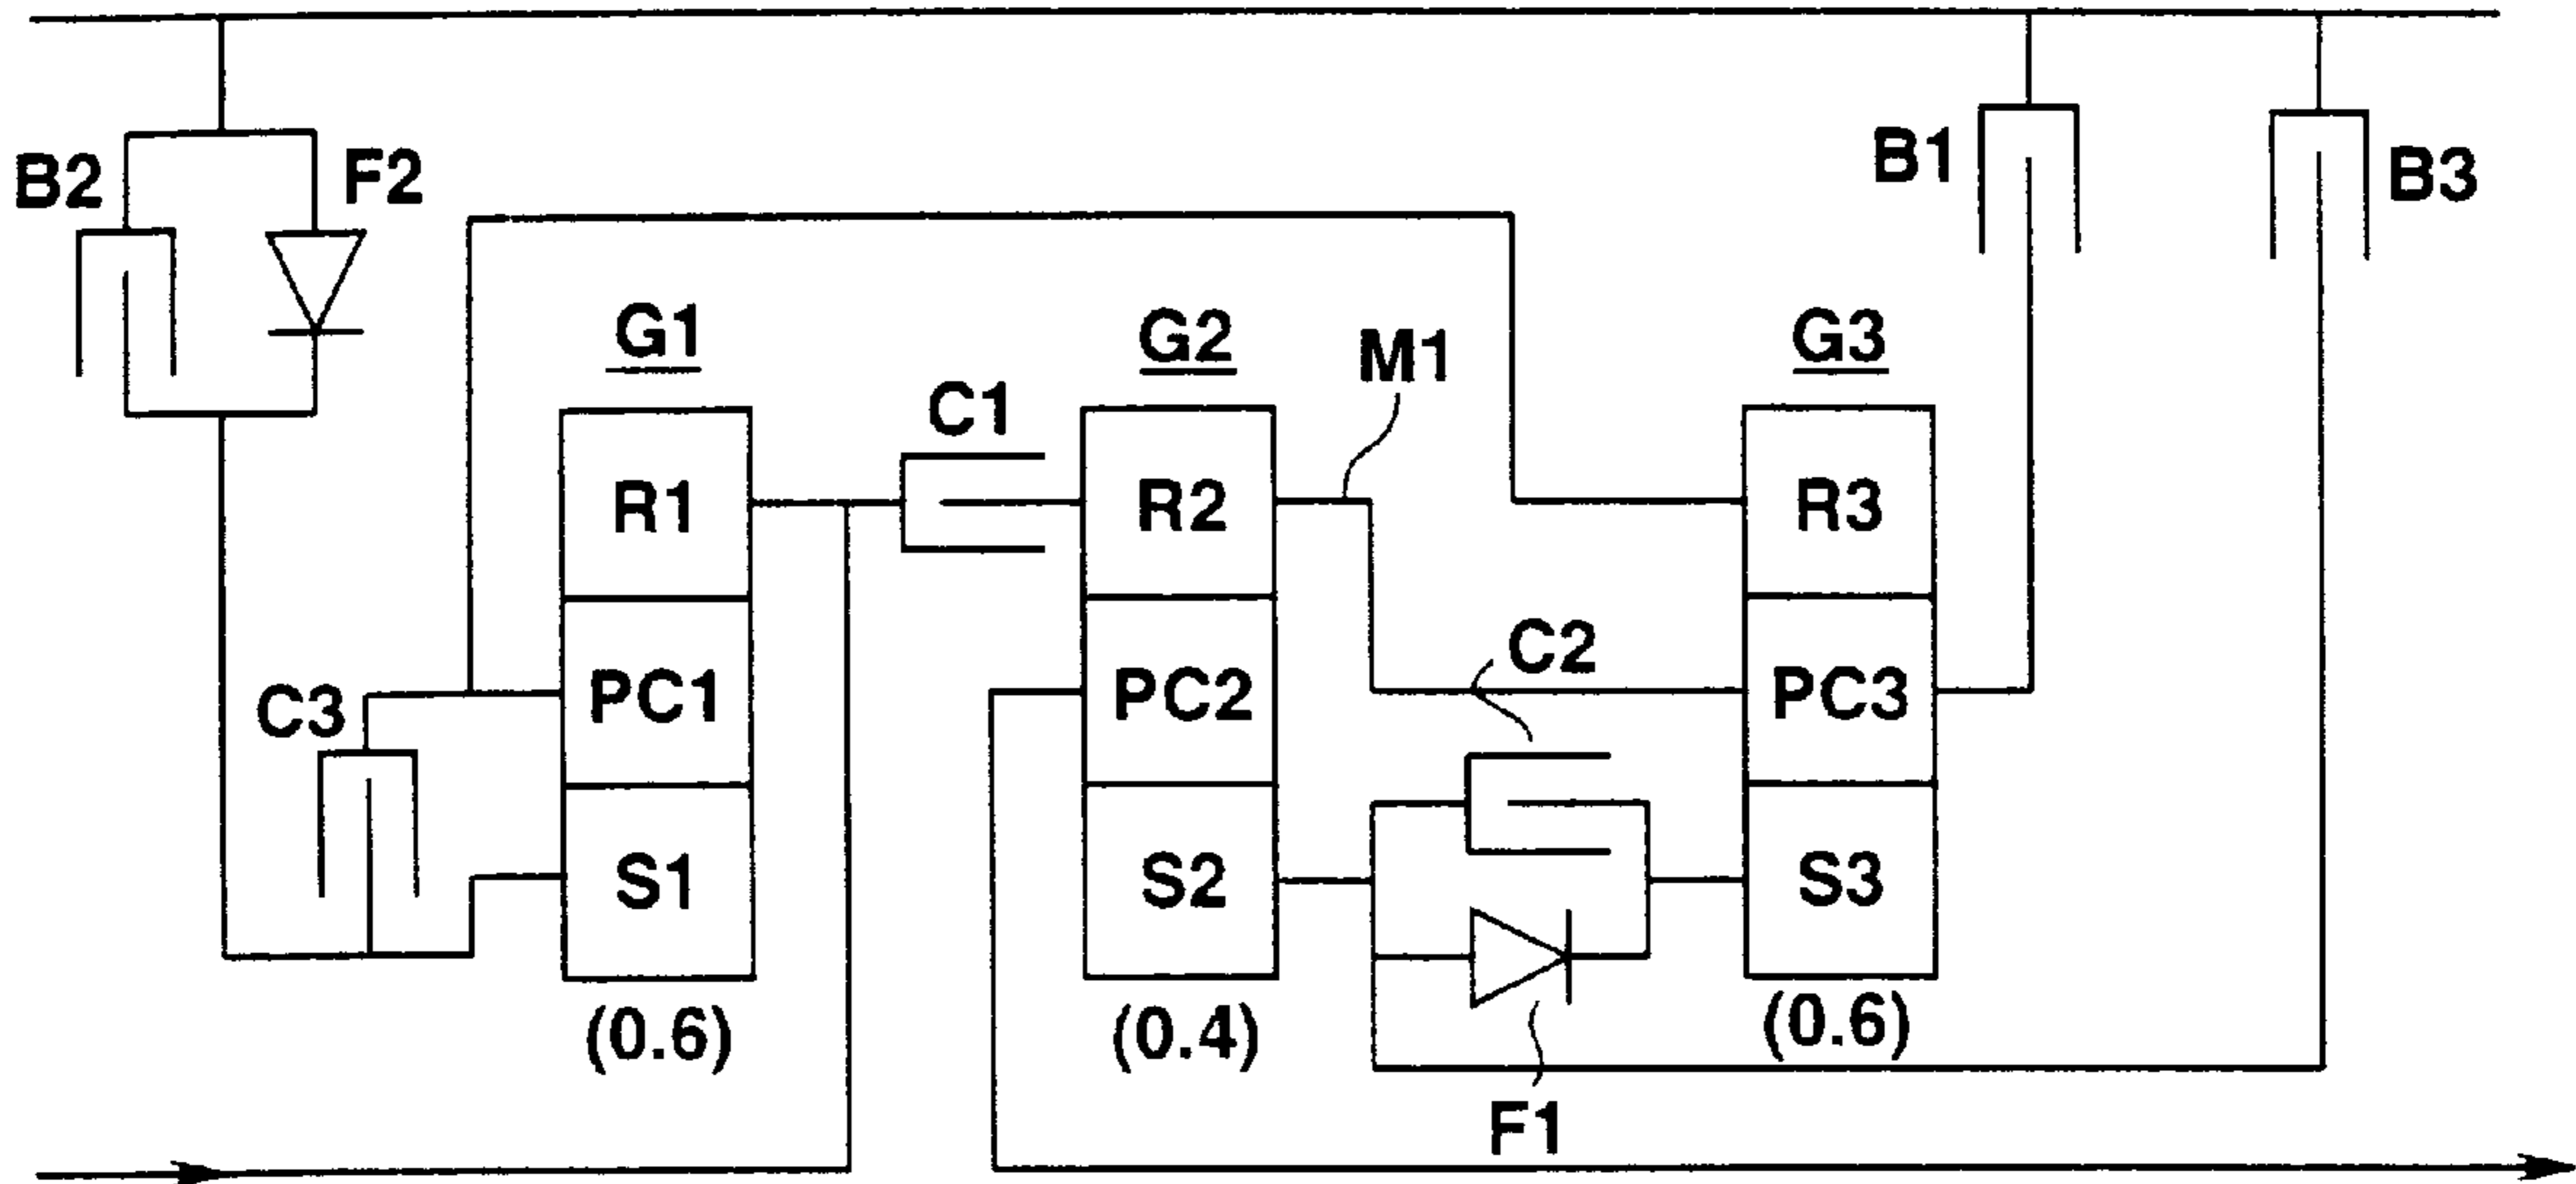 B2
F2
B1
B3
G1
G2
M1
G3
C1
R1
R2
R3
C2
C3
PC1
PC2
PC3
S1
S2
S3
(0.6)
(0.4)
(0.6)
F1